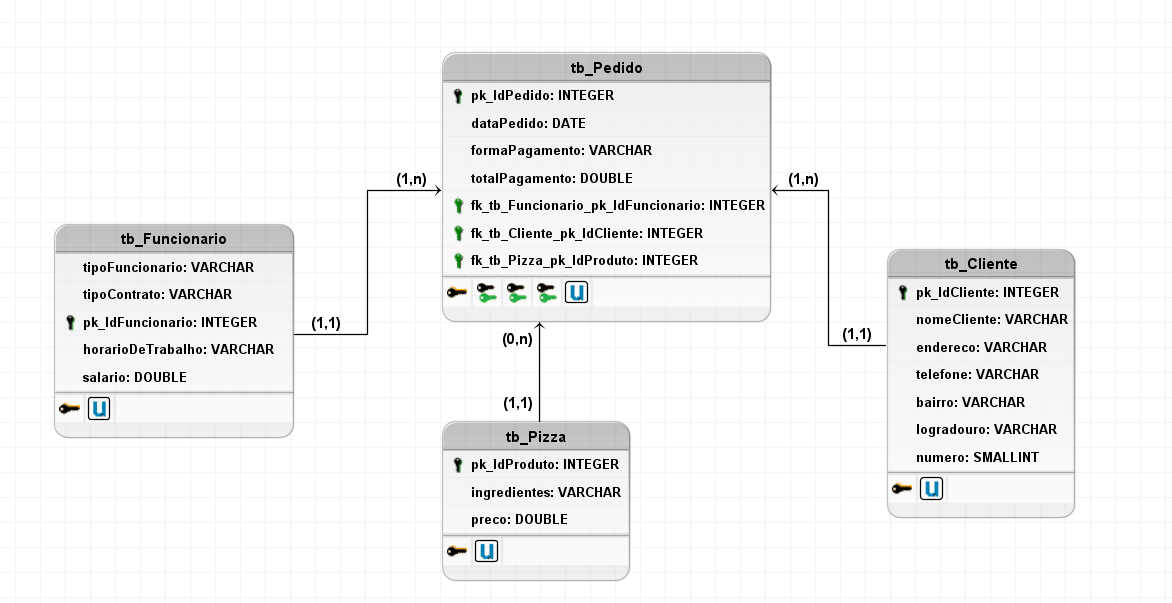 tb_Pedido
pk_IdPedido: INTEGER
dataPedido: DATE
formaPagamento: VARCHAR
totalPagamento: DOUBLE
fk_tb_Funcionario_pk_IdFuncionario: INTEGER
fk_tb_Cliente_pk_IdCliente: INTEGER
fk_tb_Pizza_pk_IdProduto: INTEGER
U
(1,n)
(1,n)
tb_Funcionario
tipoFuncionario: VARCHAR
tipoContrato: VARCHAR
pk_IdFuncionario: INTEGER
horarioDeTrabalho: VARCHAR
salario: DOUBLE
U
(1,1)
(0,n)
(1,1)
(1,1)
tb_Pizza
pk_IdProduto: INTEGER
ingredientes: VARCHAR
preco: DOUBLE
U
tb_Cliente
pk_IdCliente: INTEGER
nomeCliente: VARCHAR
endereco: VARCHAR
telefone: VARCHAR
bairro: VARCHAR
logradouro: VARCHAR
numero: SMALLINT
U